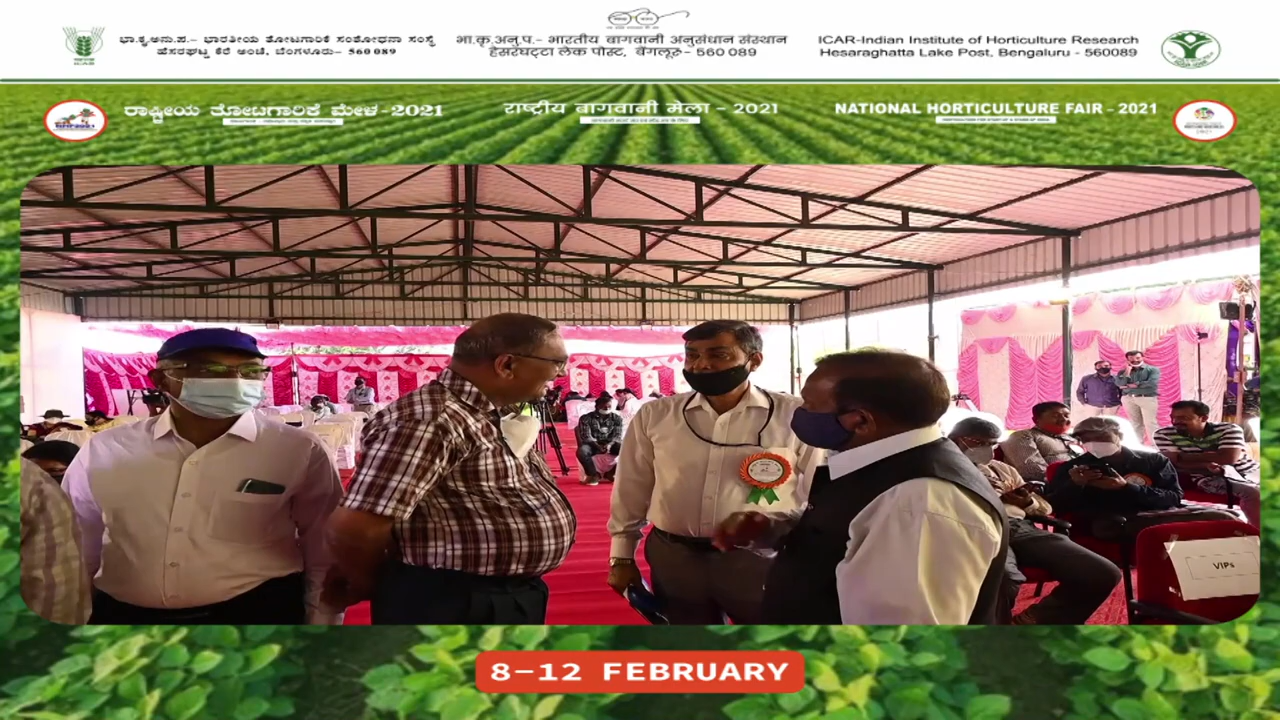 ಭಾ.ಕೃ.ಅನು.ಪ.- ಭಾರತೀಯ ತೋಟಗಾರಿಕೆ ಸಂಶೋಧನಾ ಸಂಸ್ಥೆ
ಹೆಸರಘಟ್ಟ ಕೆರೆ ಅಂಚೆ, ಬೆಂಗಳೂರು- 560 089
भा.कृ.अनु.प.- भारतीय बागवानी अनुसंधान संस्थान
हेसरघट्टा लेक पोस्ट, बेंगलूरु - 560 089
ICAR-Indian Institute of Horticulture Research
Hesaraghatta Lake Post, Bengaluru - 560089
ICAR
ರಾಷ್ಟ್ರೀಯ ತೋಟಗಾರಿಕೆ ಮೇಳ -2021
राष्ट्रीय बागवानी मेला - 2021
NATIONAL HORTICULTURE FAIR - 2021
VIPs
8-12 FEBRUARY